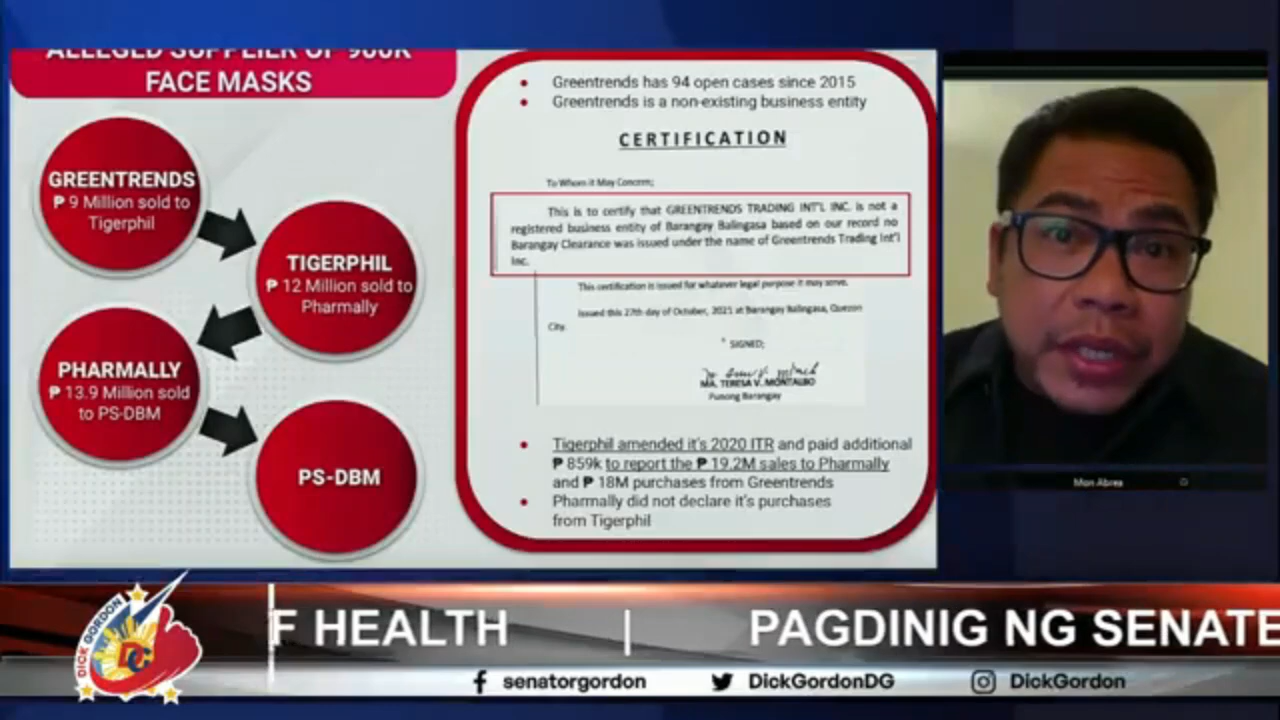 ALLEGED SUPPLIER OF 900K
FACE MASKS
GREENTRENDS
₱ 9 Million sold to
Tigerphil
TIGERPHIL
₱ 12 Million sold to
Pharmally
PHARMALLY
₱ 13.9 Million sold
to PS-DBM
PS-DBM
• Greentrends has 94 open cases since 2015
• Greentrends is a non-existing business entity
CERTIFICATION
To Whom it May Concern;
This is to certify that GREENTRENDS TRADING INT'L INC. is not a
registered business entity of Barangay Balingasa based on our record no
Barangay Clearance was issued under the name of Greentrends Trading Int'l
Inc.
This certification is issued for whatever legal purpose it may serve.
Issued this 27th day of October, 2021 at Barangay Balingasa, Quezon
City.
SIGNED;
MA. TERESA V. MONTALBO
Punong Barangay
• Tigerphil amended it's 2020 ITR and paid additional
₱ 859k to report the ₱ 19.2M sales to Pharmally
and ₱ 18M purchases from Greentrends
• Pharmally did not declare it's purchases
from Tigerphil
Mon Abrea
F HEALTH | PAGDINIG NG SENATE
DICK GORDON
DG
senatorgordon DickGordonDG DickGordon